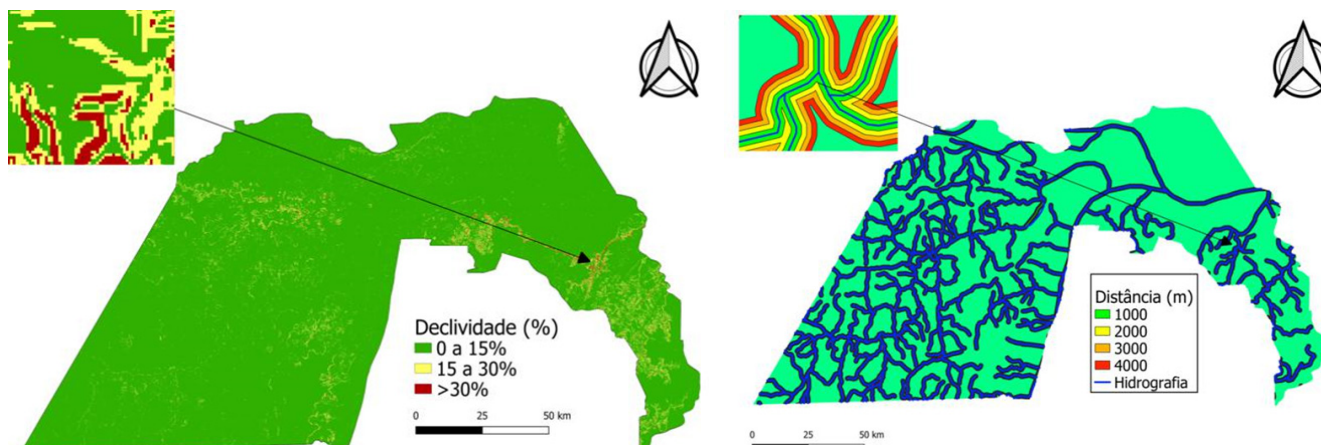 Declividade (%)
0 a 15%
15 a 30%
>30%
0 25 50 km
Distância (m)
1000
2000
3000
4000
Hidrografia
0 25 50 km